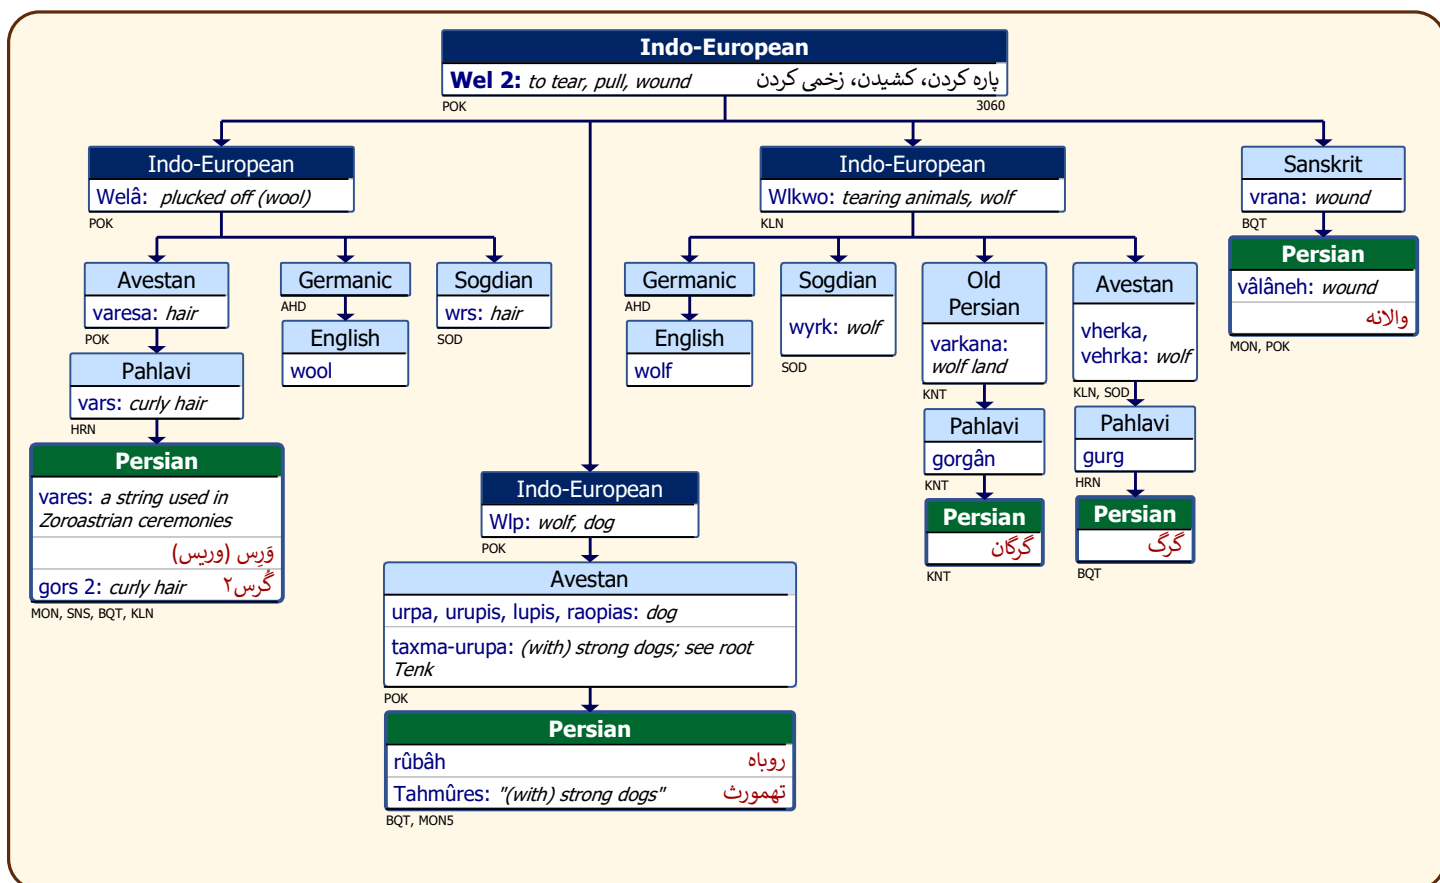 Indo-European
Wel 2: to tear, pull, wound پاره کردن، کشیدن، زخمی کردن
POK 3060
Indo-European
Welâ: plucked off (wool)
POK
Avestan
varesa: hair
POK
Pahlavi
vars: curly hair
HRN
Persian
vares: a string used in
Zoroastrian ceremonies
وَرِس (وریس)
gors 2: curly hair گُرس۲
MON, SNS, BQT, KLN
Germanic
AHD
English
wool
Sogdian
wrs: hair
SOD
Indo-European
Wlp: wolf, dog
POK
Avestan
urpa, urupis, lupis, raopias: dog
taxma-urupa: (with) strong dogs; see root
Tenk
POK
Persian
rûbâh روباه
Tahmûres: "(with) strong dogs" تهمورث
BQT, MON5
Indo-European
Wlkwo: tearing animals, wolf
KLN
Germanic
AHD
English
wolf
Sogdian
wyrk: wolf
SOD
Old
Persian
varkana:
wolf land
KNT
Pahlavi
gorgân
KNT
Persian
گرگان
KNT
Avestan
vherka,
vehrka: wolf
KLN, SOD
Pahlavi
gurg
HRN
Persian
گرگ
BQT
Sanskrit
vrana: wound
BQT
Persian
vâlâneh: wound
والانه
MON, POK